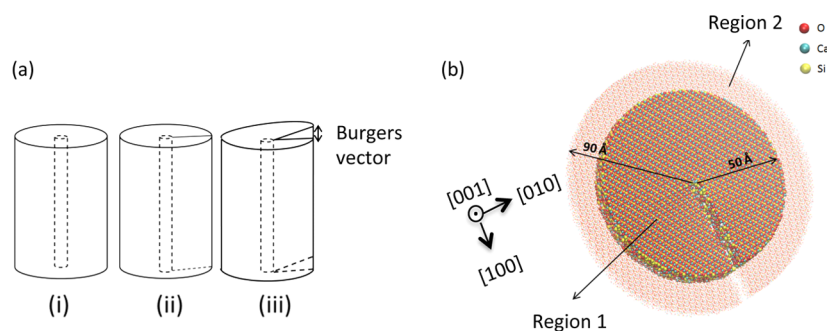 (a)
Burgers
vector
(i)
(ii)
(iii)
(b)
Region 2
O
Ca
Si
90 Å
50 Å
[001]
[010]
[100]
Region 1